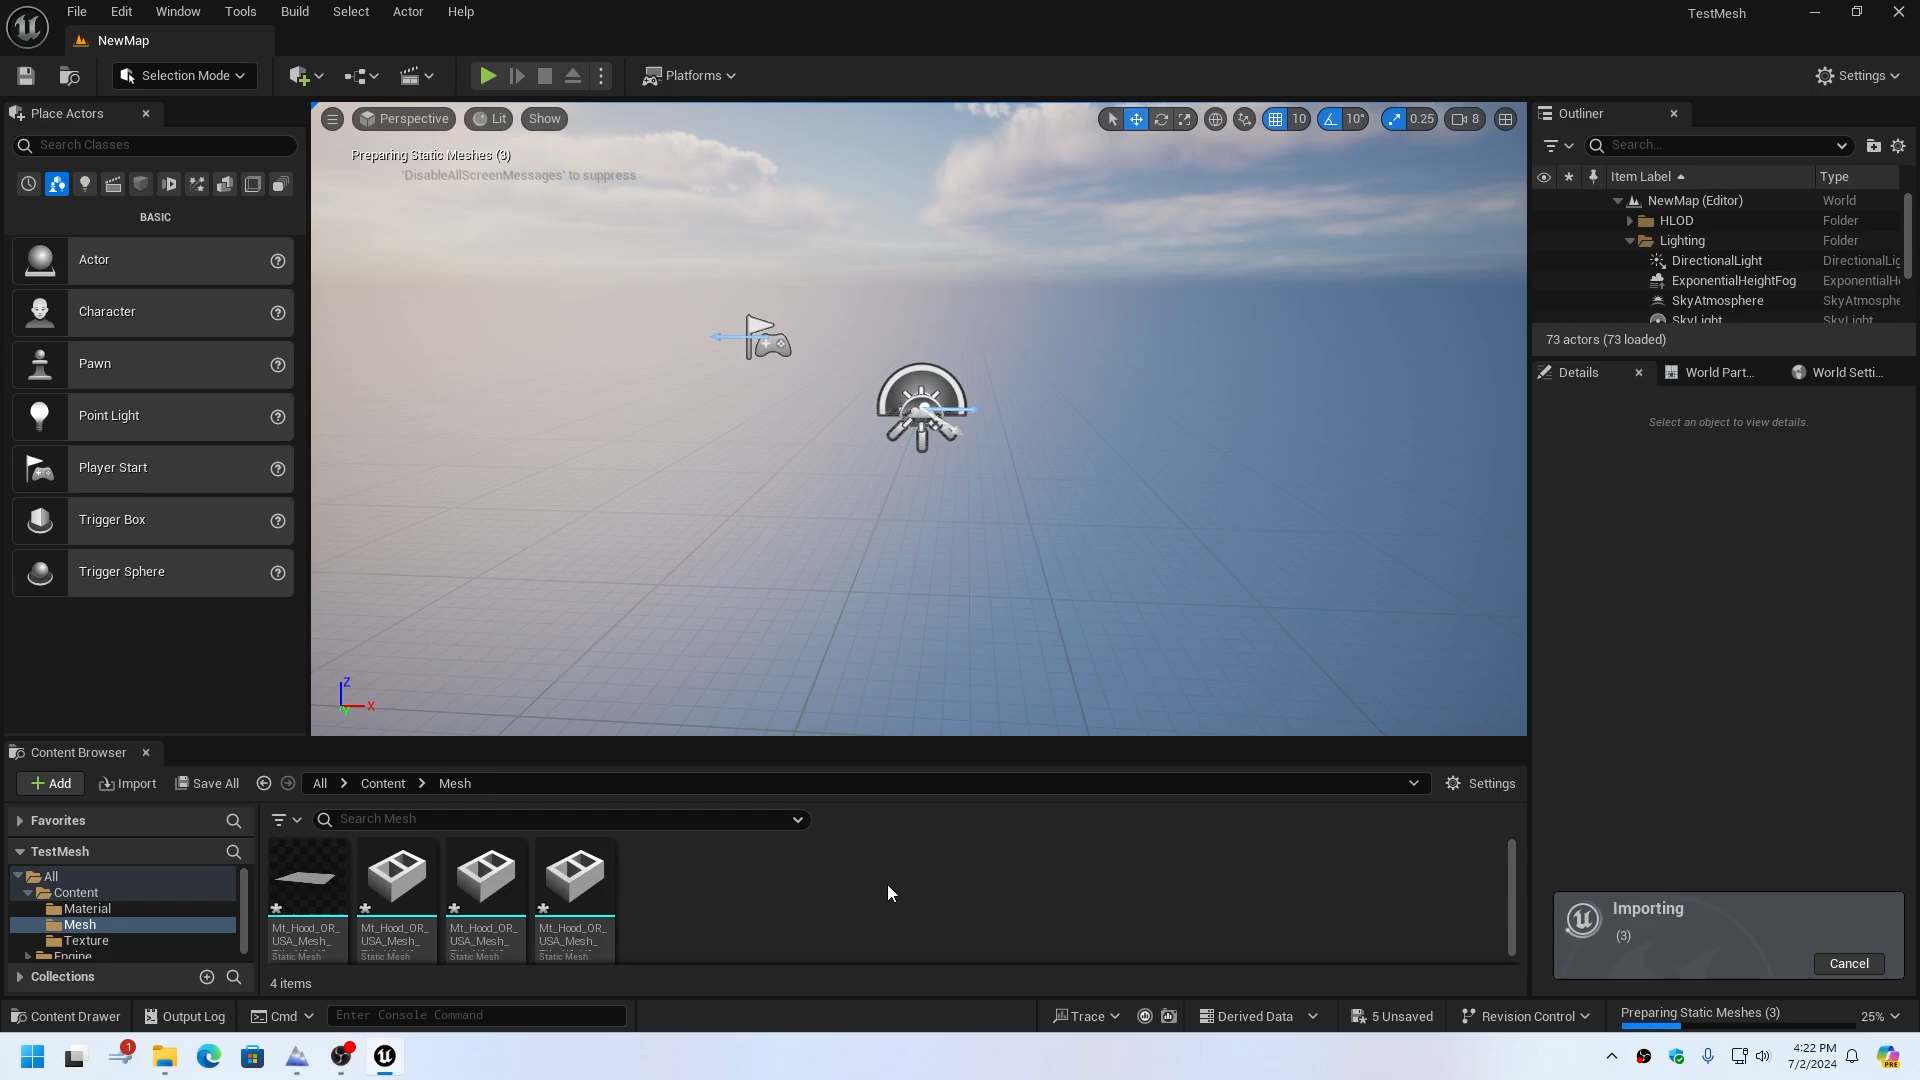 File Edit Window Tools Build Select Actor Help
TestMesh
NewMap
Selection Mode
Platforms
Settings
Place Actors
Search Classes
BASIC
Actor
Character
Pawn
Point Light
Player Start
Trigger Box
Trigger Sphere
Perspective Lit Show
10 10° 0.25 8
Preparing Static Meshes (3)
'DisableAllScreenMessages' to suppress
Z
X
Y
Outliner
Search...
Item Label Type
NewMap (Editor) World
HLOD Folder
Lighting Folder
DirectionalLight DirectionalLig
ExponentialHeightFog ExponentialH
SkyAtmosphere SkyAtmosphe
SkyLight SkyLight
73 actors (73 loaded)
Details World Part... World Setti...
Select an object to view details.
Content Browser
Add Import Save All All Content Mesh Settings
Favorites
Search Mesh
TestMesh
All
Content
Material
Mesh
Texture
Engine
Collections
Mt_Hood_OR_
USA_Mesh_
Static Mesh
Mt_Hood_OR_
USA_Mesh_
Static Mesh
Mt_Hood_OR_
USA_Mesh_
Static Mesh
Mt_Hood_OR_
USA_Mesh_
Static Mesh
4 items
Importing
(3)
Cancel
Content Drawer Output Log Cmd Enter Console Command Trace Derived Data 5 Unsaved Revision Control Preparing Static Meshes (3) 25%
1
4:22 PM
7/2/2024
PRE